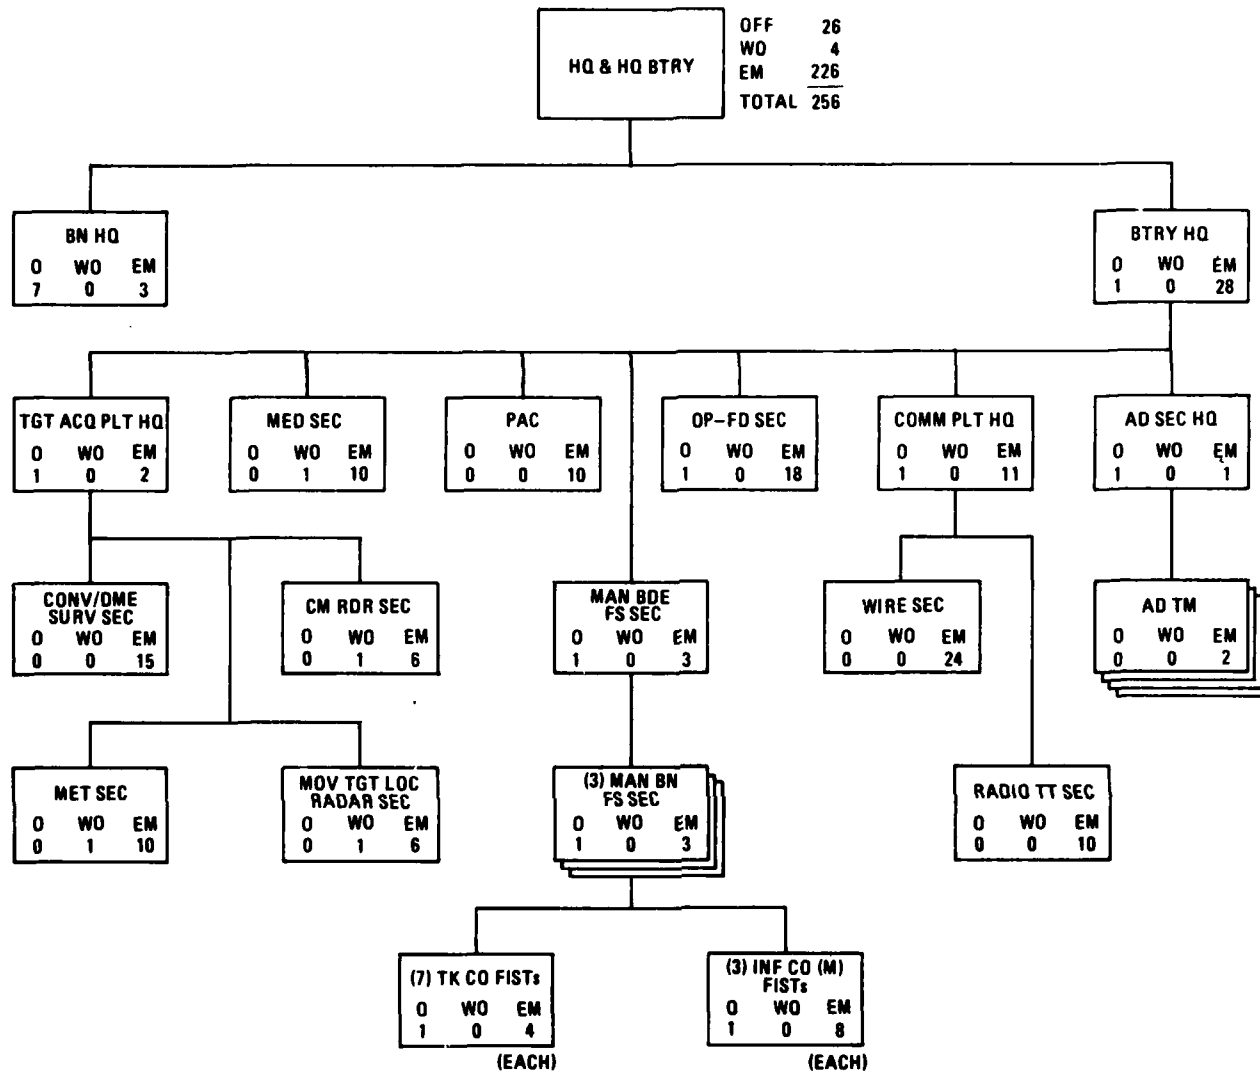 HQ & HQ BTRY
OFF 26
WO 4
EM 226
TOTAL 256
BN HQ
O WO EM
7 0 3
BTRY HQ
O WO EM
1 0 28
TGT ACQ PLT HQ
O WO EM
1 0 2
MED SEC
O WO EM
0 1 10
PAC
O WO EM
0 0 10
OP-FD SEC
O WO EM
1 0 18
COMM PLT HQ
O WO EM
1 0 11
AD SEC HQ
O WO EM
1 0 1
CONV/DME
SURV SEC
O WO EM
0 0 15
CM RDR SEC
O WO EM
0 1 6
MAN BDE
FS SEC
O WO EM
1 0 3
WIRE SEC
O WO EM
0 0 24
AD TM
O WO EM
0 0 2
MET SEC
O WO EM
0 1 10
MOV TGT LOC
RADAR SEC
O WO EM
0 1 6
(3) MAN BN
FS SEC
O WO EM
1 0 3
RADIO TT SEC
O WO EM
0 0 10
(7) TK CO FISTs
O WO EM
1 0 4
(EACH)
(3) INF CO (M)
FISTs
O WO EM
1 0 8
(EACH)